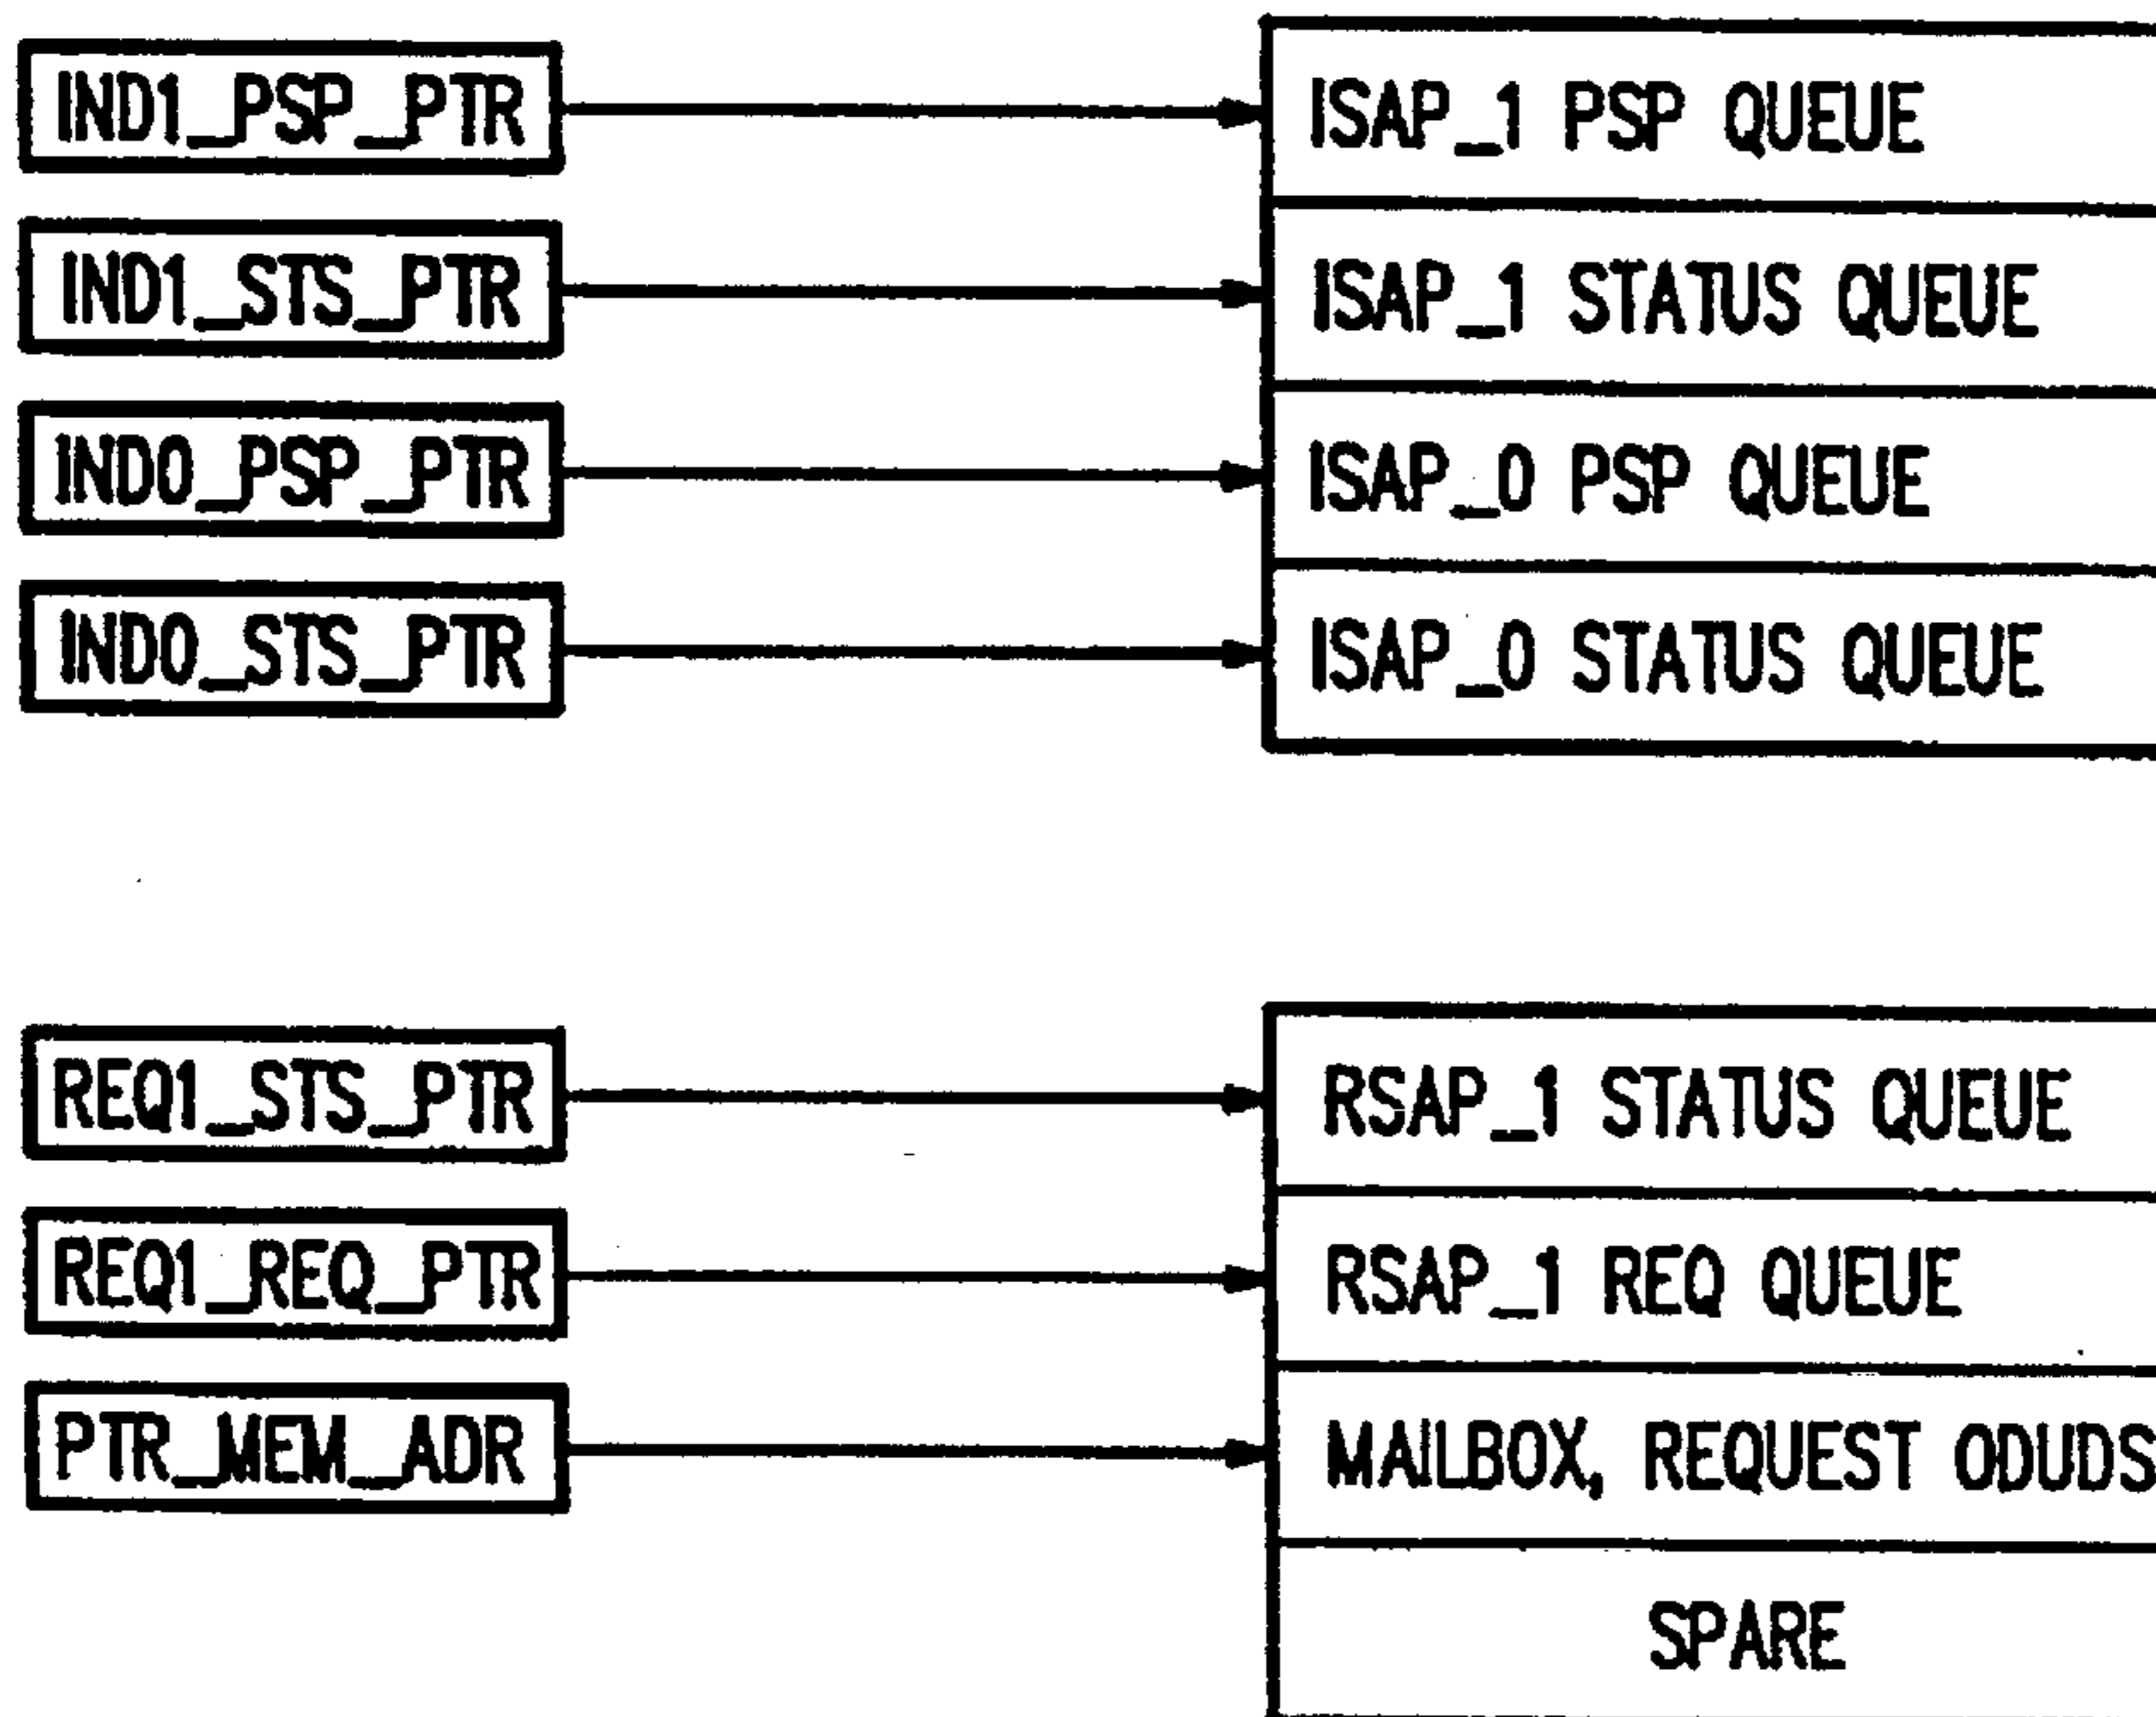 IND1_PSP_PTR ISAP_1 PSP QUEUE
IND1_STS_PTR ISAP_1 STATUS QUEUE
IND0_PSP_PTR ISAP_0 PSP QUEUE
IND0_STS_PTR ISAP_0 STATUS QUEUE
REQ1_STS_PTR RSAP_1 STATUS QUEUE
REQ1_REQ_PTR RSAP_1 REQ QUEUE
PTR_MEM_ADR MAILBOX, REQUEST ODUDS
SPARE